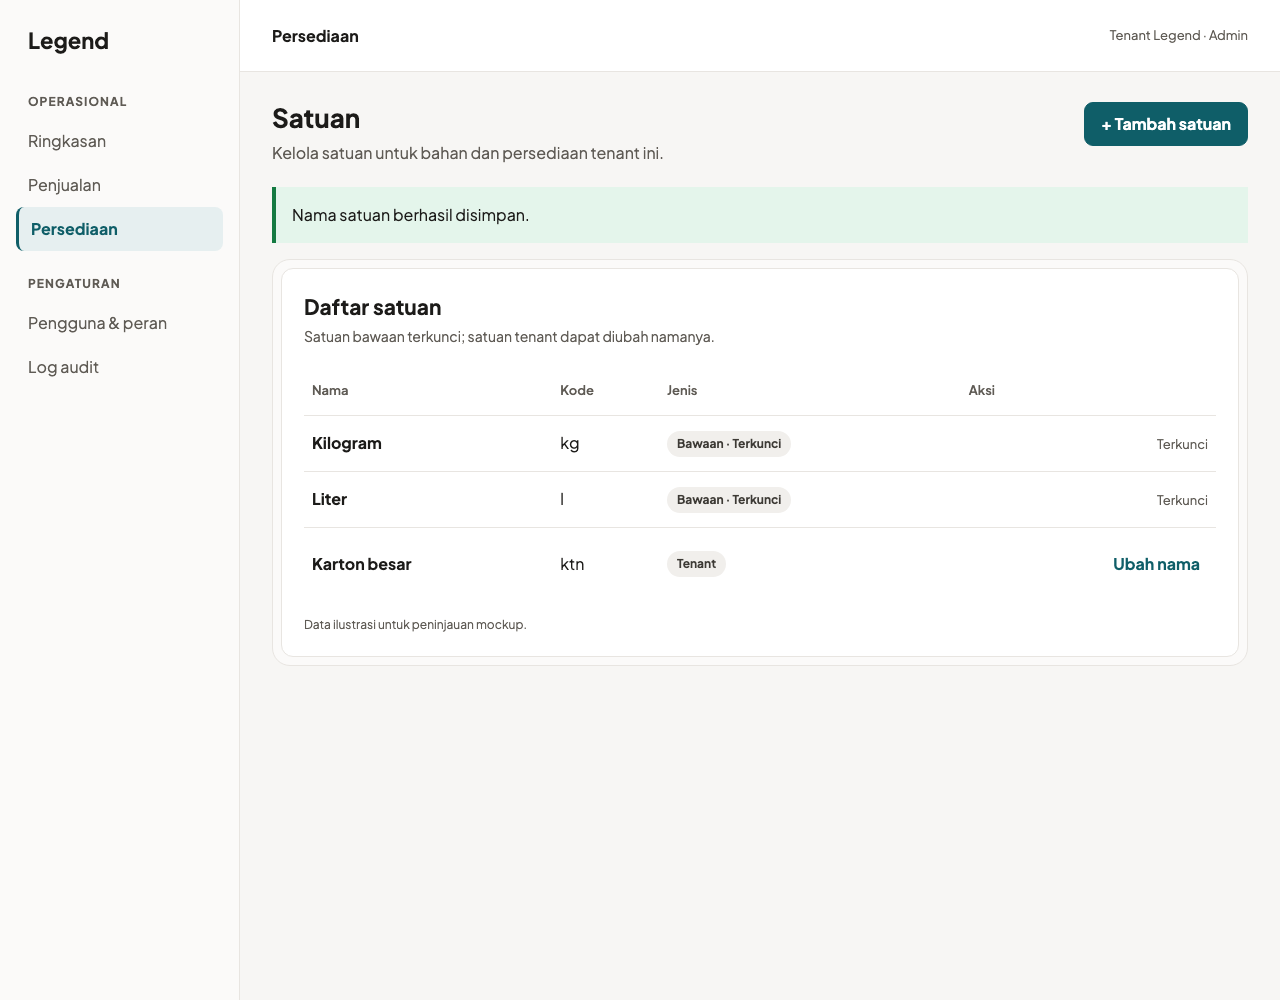 Legend
OPERASIONAL
Ringkasan
Penjualan
Persediaan
PENGATURAN
Pengguna & peran
Log audit
Persediaan
Tenant Legend · Admin
Satuan
Kelola satuan untuk bahan dan persediaan tenant ini.
+ Tambah satuan
Nama satuan berhasil disimpan.
Daftar satuan
Satuan bawaan terkunci; satuan tenant dapat diubah namanya.
Nama Kode Jenis Aksi
Kilogram kg Bawaan · Terkunci Terkunci
Liter l Bawaan · Terkunci Terkunci
Karton besar ktn Tenant Ubah nama
Data ilustrasi untuk peninjauan mockup.